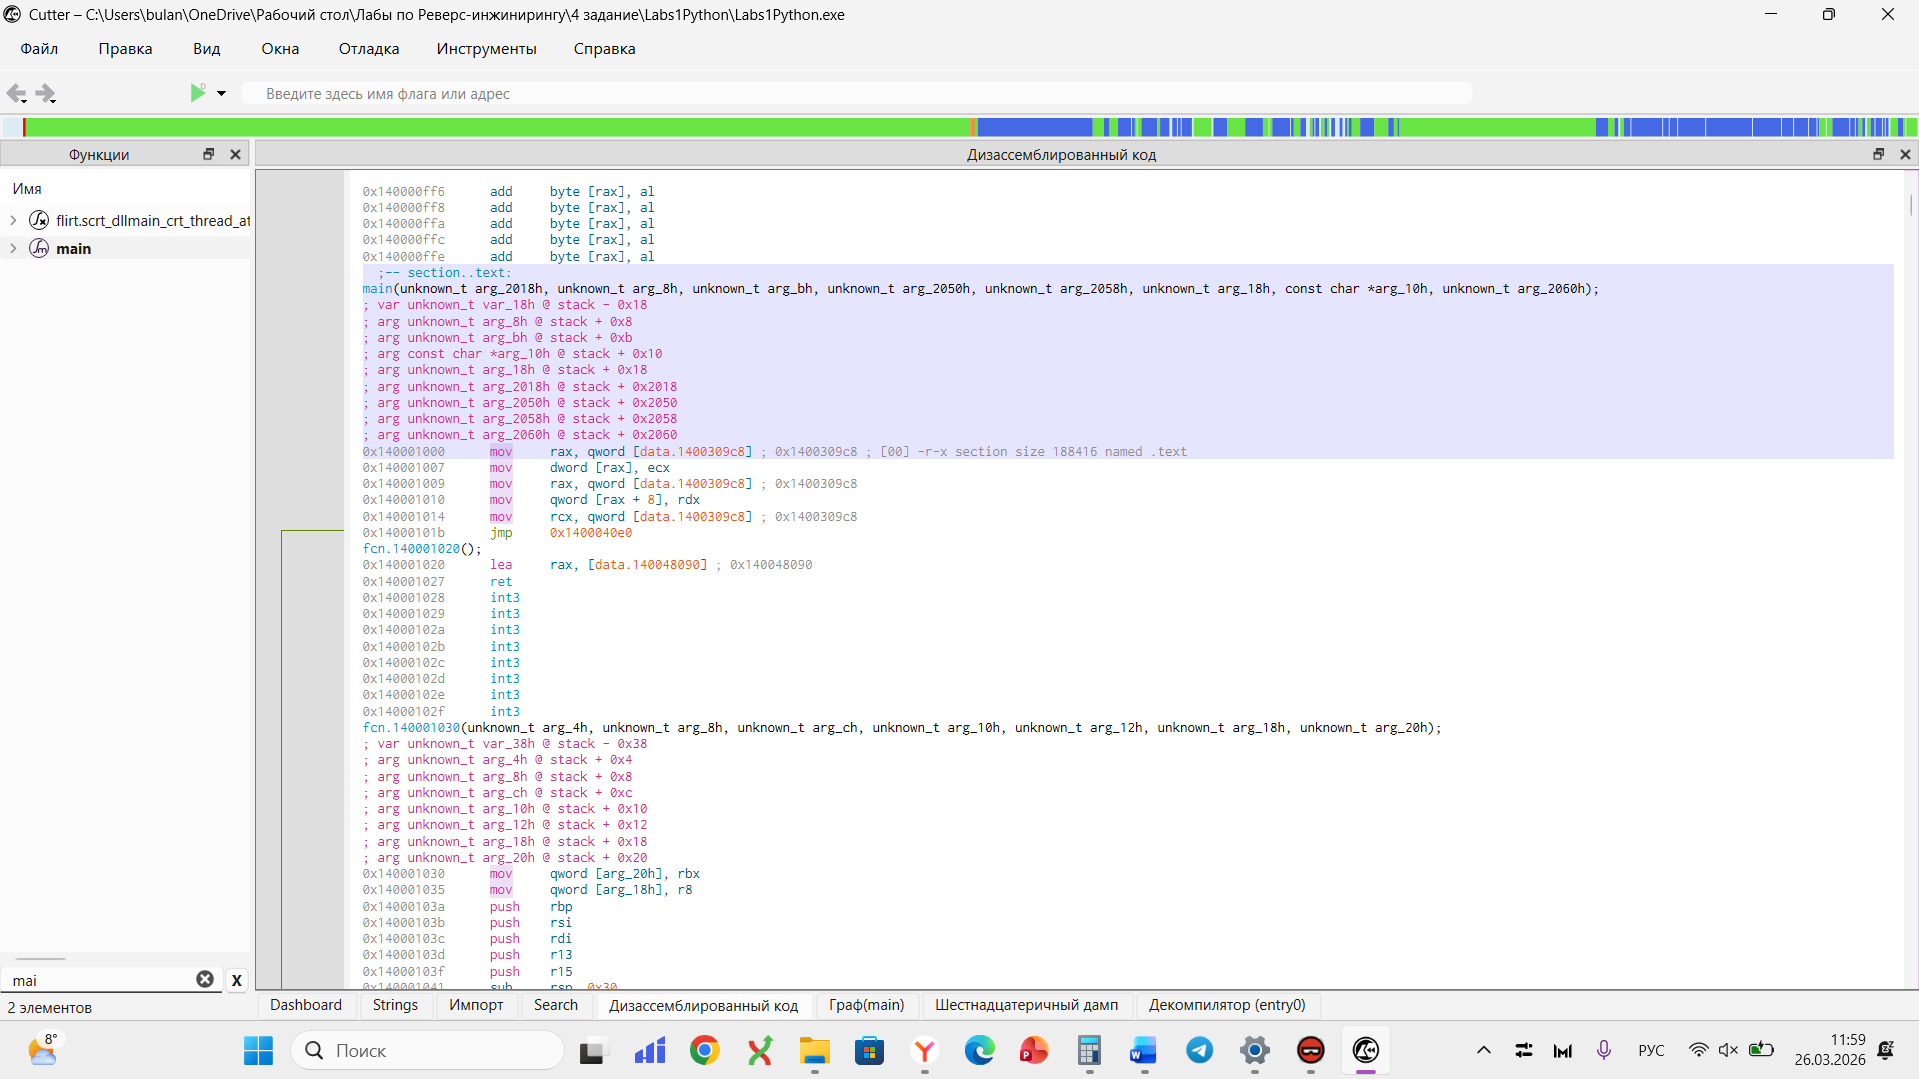 Cutter – C:\Users\bulan\OneDrive\Рабочий стол\Лабы по Реверс-инжинирингу\4 задание\Labs1Python\Labs1Python.exe
Файл Правка Вид Окна Отладка Инструменты Справка
Введите здесь имя флага или адрес
Функции
Дизассемблированный код
Имя
flirt.scrt_dllmain_crt_thread_at
main
0x140000ff6 add byte [rax], al
0x140000ff8 add byte [rax], al
0x140000ffa add byte [rax], al
0x140000ffc add byte [rax], al
0x140000ffe add byte [rax], al
;-- section..text:
main(unknown_t arg_2018h, unknown_t arg_8h, unknown_t arg_bh, unknown_t arg_2050h, unknown_t arg_2058h, unknown_t arg_18h, const char *arg_10h, unknown_t arg_2060h);
; var unknown_t var_18h @ stack - 0x18
; arg unknown_t arg_8h @ stack + 0x8
; arg unknown_t arg_bh @ stack + 0xb
; arg const char *arg_10h @ stack + 0x10
; arg unknown_t arg_18h @ stack + 0x18
; arg unknown_t arg_2018h @ stack + 0x2018
; arg unknown_t arg_2050h @ stack + 0x2050
; arg unknown_t arg_2058h @ stack + 0x2058
; arg unknown_t arg_2060h @ stack + 0x2060
0x140001000 mov rax, qword [data.1400309c8] ; 0x1400309c8 ; [00] -r-x section size 188416 named .text
0x140001007 mov dword [rax], ecx
0x140001009 mov rax, qword [data.1400309c8] ; 0x1400309c8
0x140001010 mov qword [rax + 8], rdx
0x140001014 mov rcx, qword [data.1400309c8] ; 0x1400309c8
0x14000101b jmp 0x1400040e0
fcn.140001020();
0x140001020 lea rax, [data.140048090] ; 0x140048090
0x140001027 ret
0x140001028 int3
0x140001029 int3
0x14000102a int3
0x14000102b int3
0x14000102c int3
0x14000102d int3
0x14000102e int3
0x14000102f int3
fcn.140001030(unknown_t arg_4h, unknown_t arg_8h, unknown_t arg_ch, unknown_t arg_10h, unknown_t arg_12h, unknown_t arg_18h, unknown_t arg_20h);
; var unknown_t var_38h @ stack - 0x38
; arg unknown_t arg_4h @ stack + 0x4
; arg unknown_t arg_8h @ stack + 0x8
; arg unknown_t arg_ch @ stack + 0xc
; arg unknown_t arg_10h @ stack + 0x10
; arg unknown_t arg_12h @ stack + 0x12
; arg unknown_t arg_18h @ stack + 0x18
; arg unknown_t arg_20h @ stack + 0x20
0x140001030 mov qword [arg_20h], rbx
0x140001035 mov qword [arg_18h], r8
0x14000103a push rbp
0x14000103b push rsi
0x14000103c push rdi
0x14000103d push r13
0x14000103f push r15
0x140001041 sub rsp, 0x30
mai
X
2 элементов
Dashboard Strings Импорт Search Дизассемблированный код Граф(main) Шестнадцатеричный дамп Декомпилятор (entry0)
8°
Поиск
РУС
11:59
26.03.2026